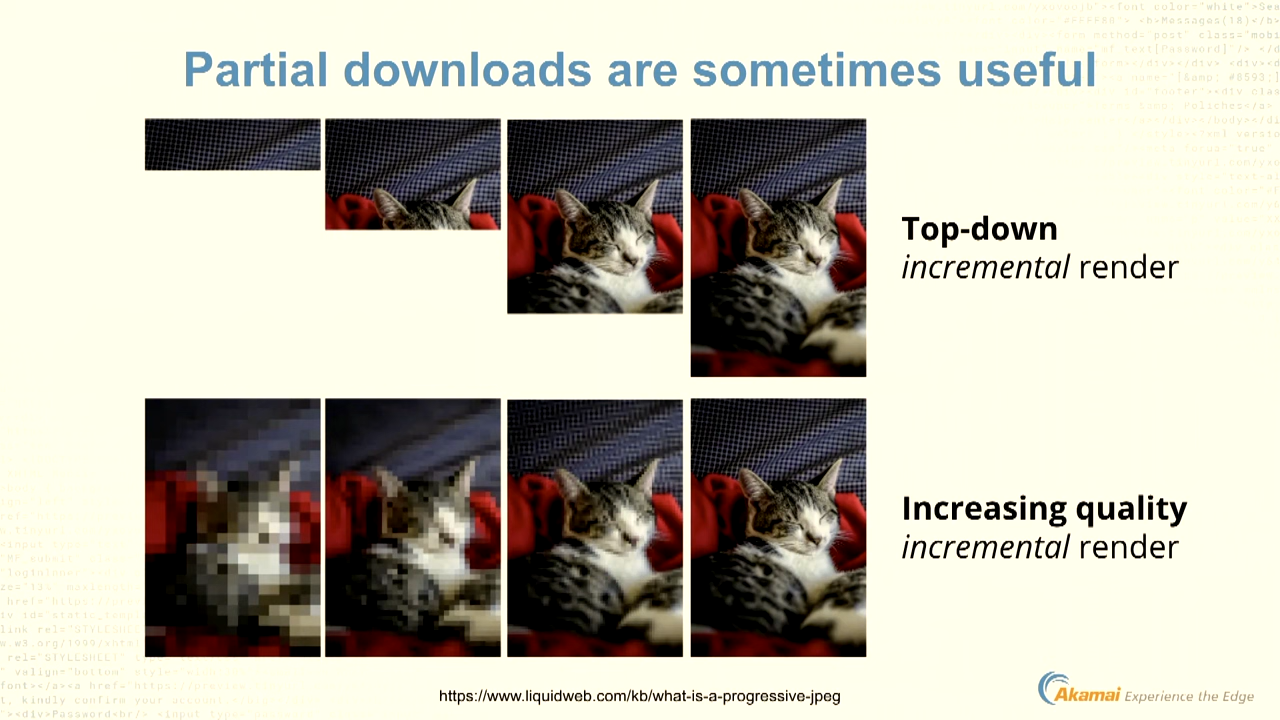 Partial downloads are sometimes useful
Top-down
incremental render
Increasing quality
incremental render
https://www.liquidweb.com/kb/what-is-a-progressive-jpeg
Akamai Experience the Edge